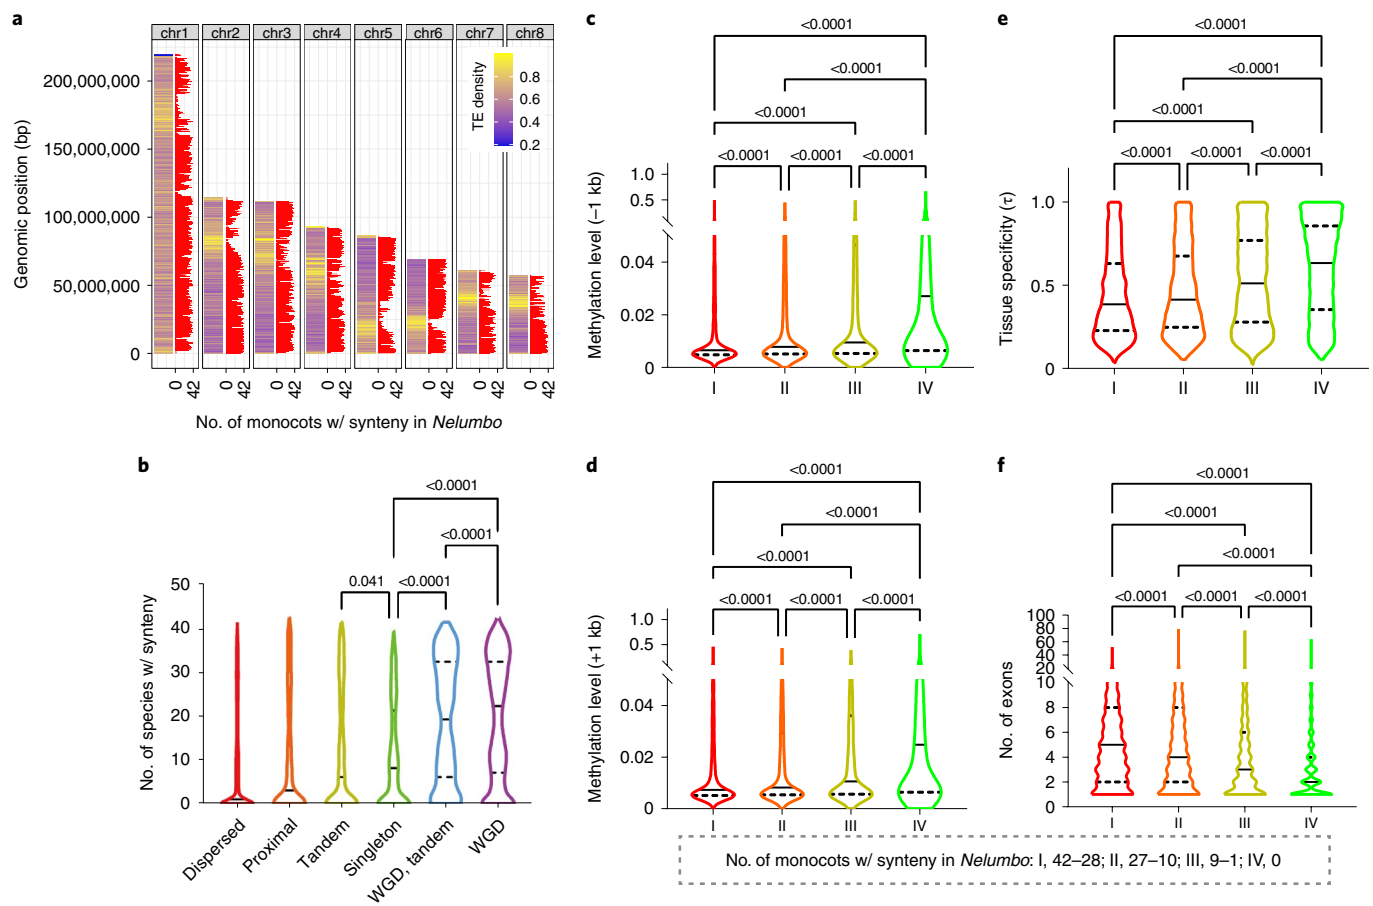 a
chr1 chr2 chr3 chr4 chr5 chr6 chr7 chr8
Genomic position (bp)
200,000,000
150,000,000
100,000,000
50,000,000
0
TE density
0.8
0.6
0.4
0.2
0 42 0 42 0 42 0 42 0 42 0 42 0 42 0 42
No. of monocots w/ synteny in Nelumbo
b
<0.0001
<0.0001
0.041 <0.0001
No. of species w/ synteny
50
40
30
20
10
0
Dispersed Proximal Tandem Singleton WGD, tandem WGD
c
<0.0001
<0.0001
<0.0001
<0.0001 <0.0001 <0.0001
Methylation level (−1 kb)
1.0
0.5
0.04
0.02
0
I II III IV
d
<0.0001
<0.0001
<0.0001
<0.0001 <0.0001 <0.0001
Methylation level (+1 kb)
1.0
0.5
0.04
0.02
0
I II III IV
e
<0.0001
<0.0001
<0.0001
<0.0001 <0.0001 <0.0001
Tissue specificity (τ)
1.0
0.5
0
I II III IV
f
<0.0001
<0.0001
<0.0001
<0.0001 <0.0001 <0.0001
No. of exons
100
80
60
40
20
10
8
6
4
2
0
I II III IV
No. of monocots w/ synteny in Nelumbo: I, 42–28; II, 27–10; III, 9–1; IV, 0